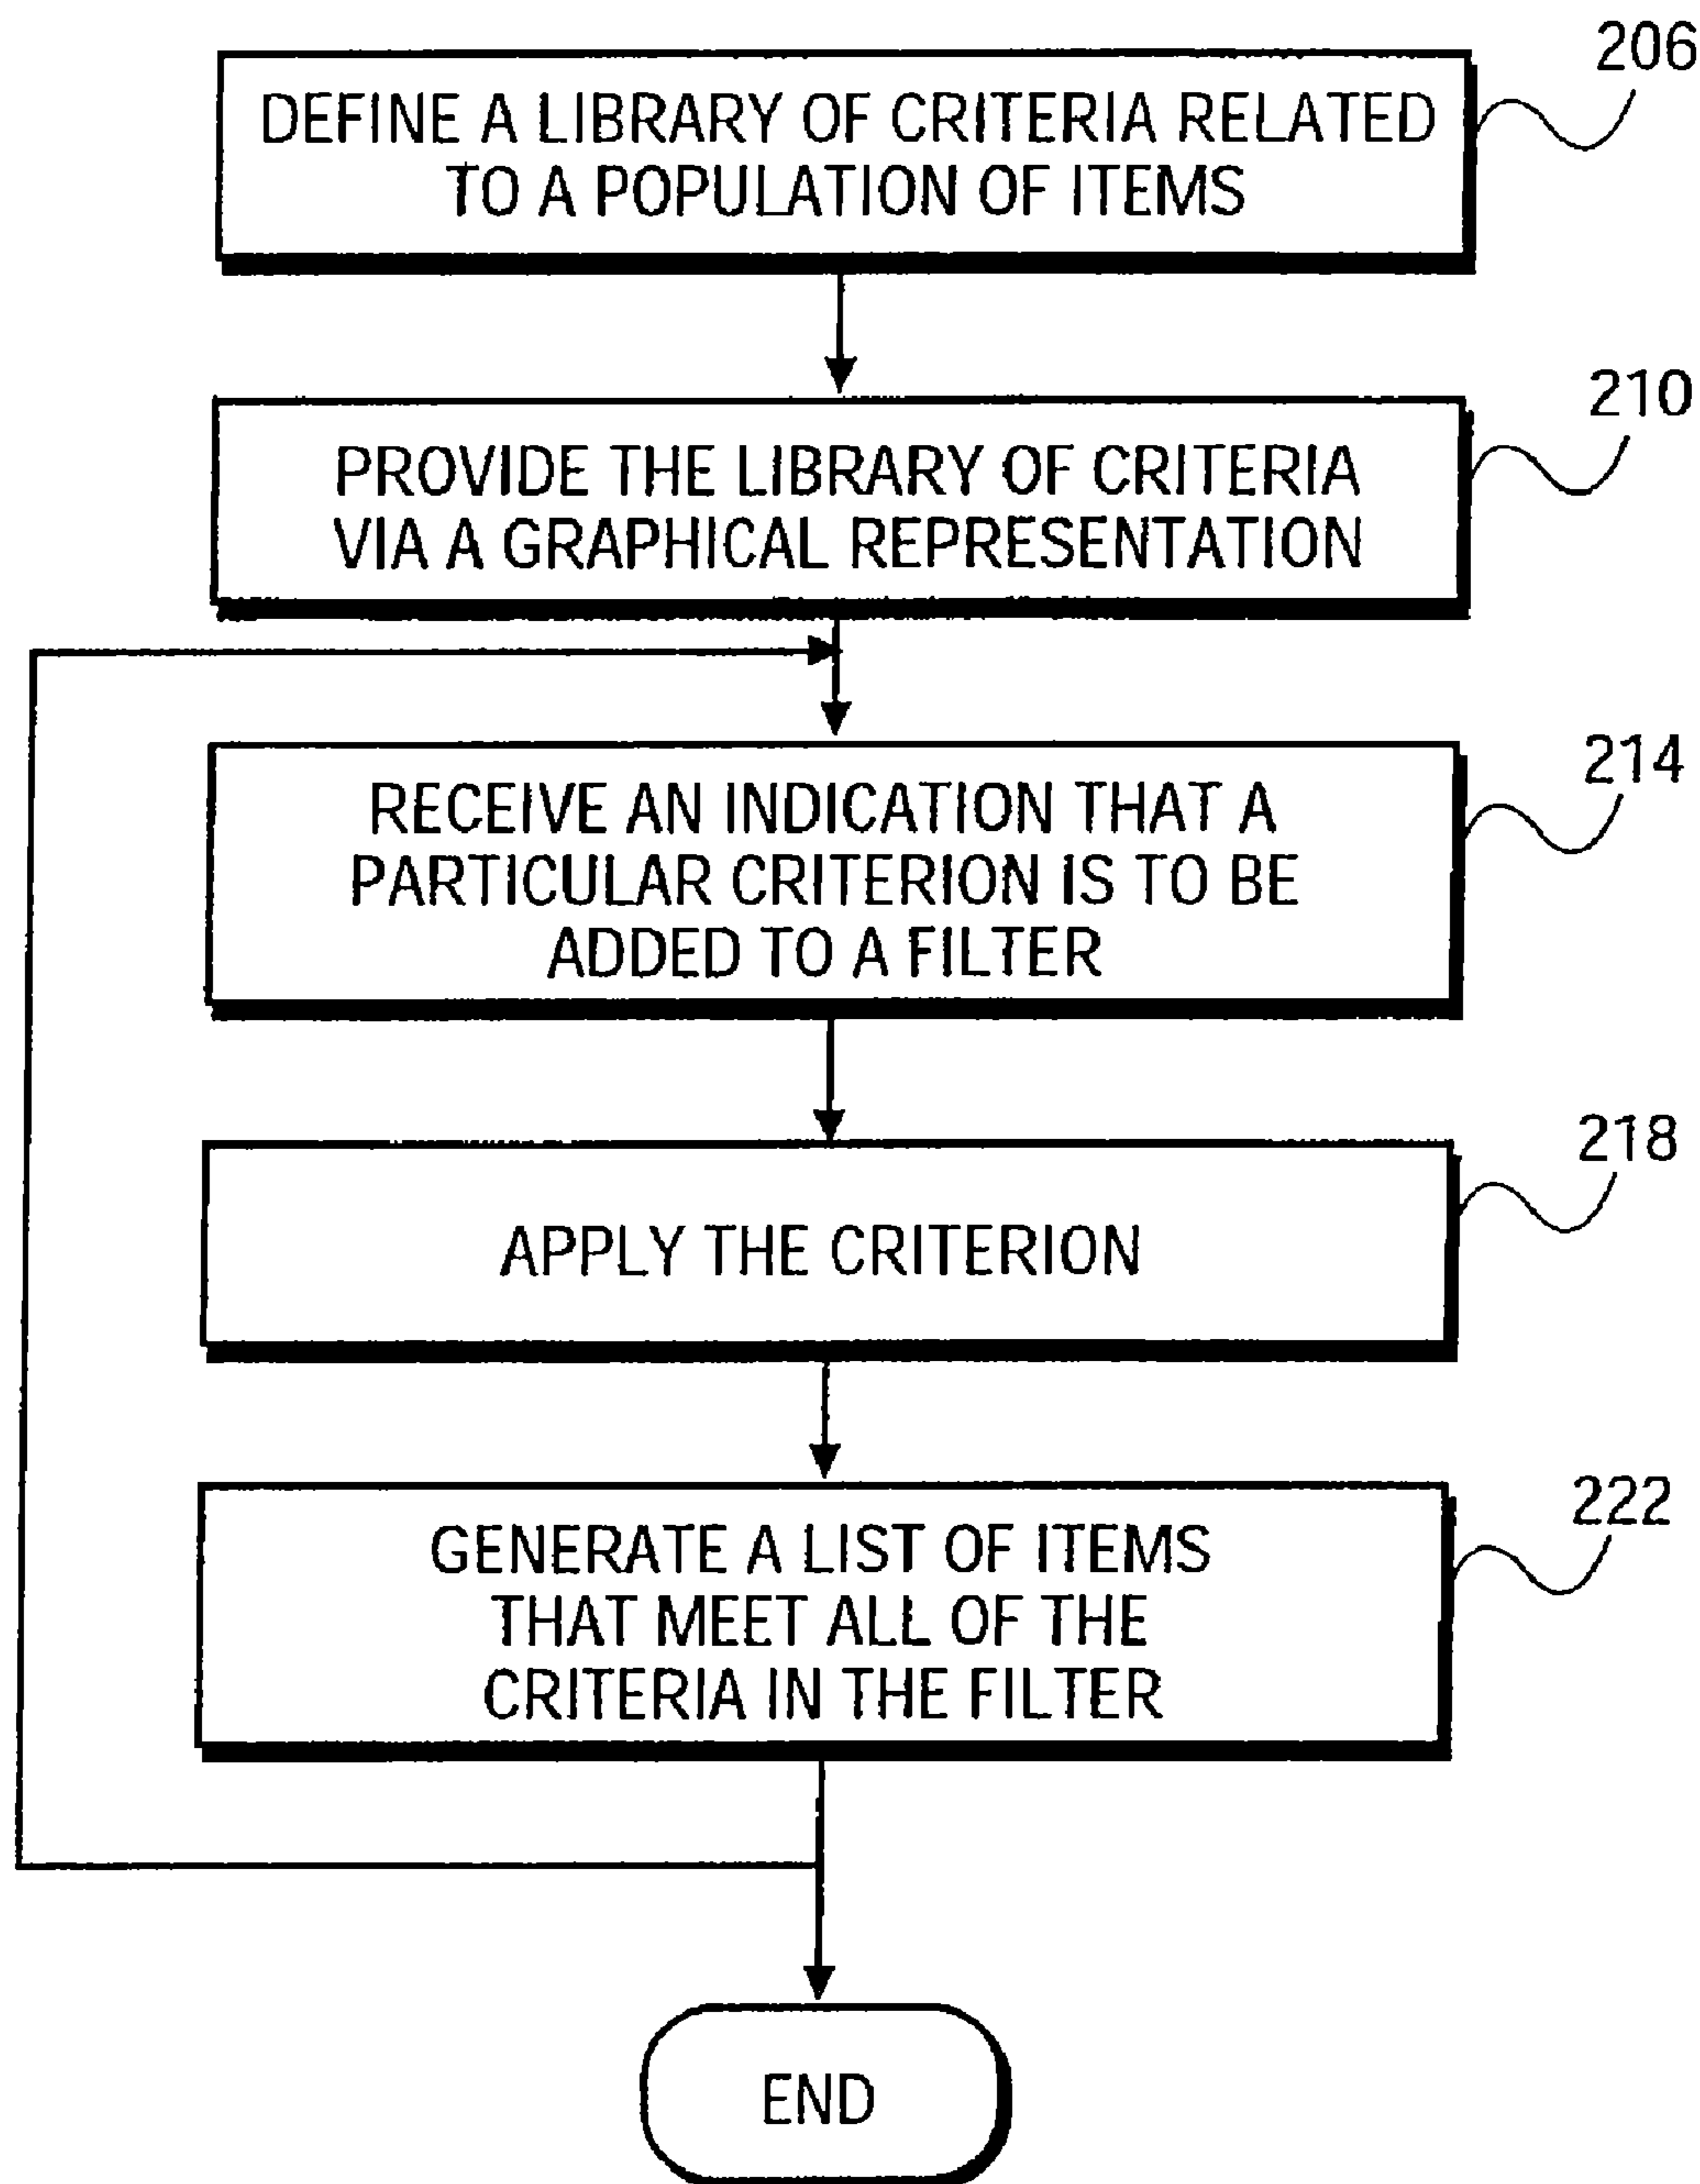 206
DEFINE A LIBRARY OF CRITERIA RELATED
TO A POPULATION OF ITEMS
210
PROVIDE THE LIBRARY OF CRITERIA
VIA A GRAPHICAL REPRESENTATION
214
RECEIVE AN INDICATION THAT A
PARTICULAR CRITERION IS TO BE
ADDED TO A FILTER
218
APPLY THE CRITERION
222
GENERATE A LIST OF ITEMS
THAT MEET ALL OF THE
CRITERIA IN THE FILTER
END